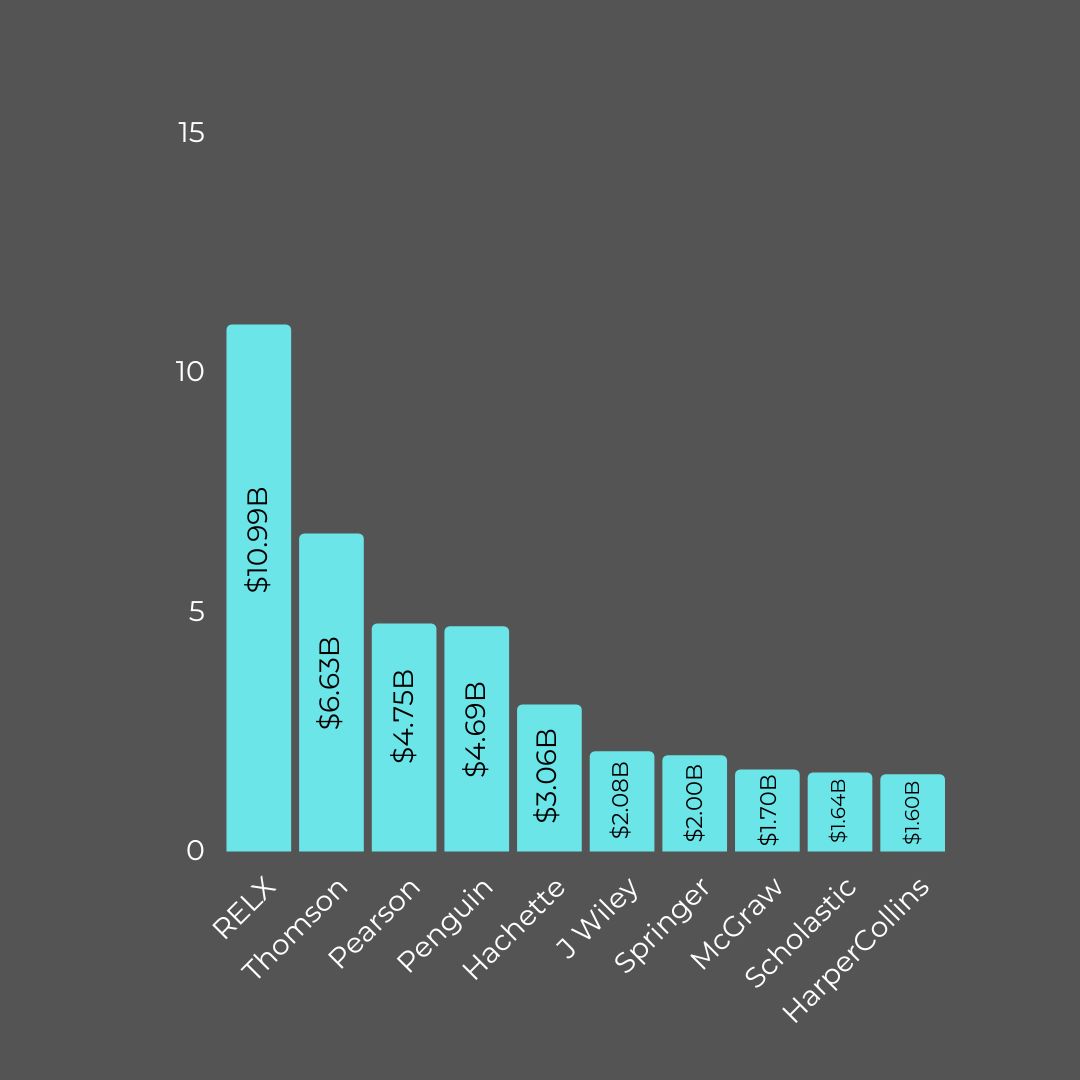 15
10
5
0
$10.99B
$6.63B
$4.75B
$4.69B
$3.06B
$2.08B
$2.00B
$1.70B
$1.64B
$1.60B
RELX
Thomson
Pearson
Penguin
Hachette
J Wiley
Springer
McGraw
Scholastic
HarperCollins